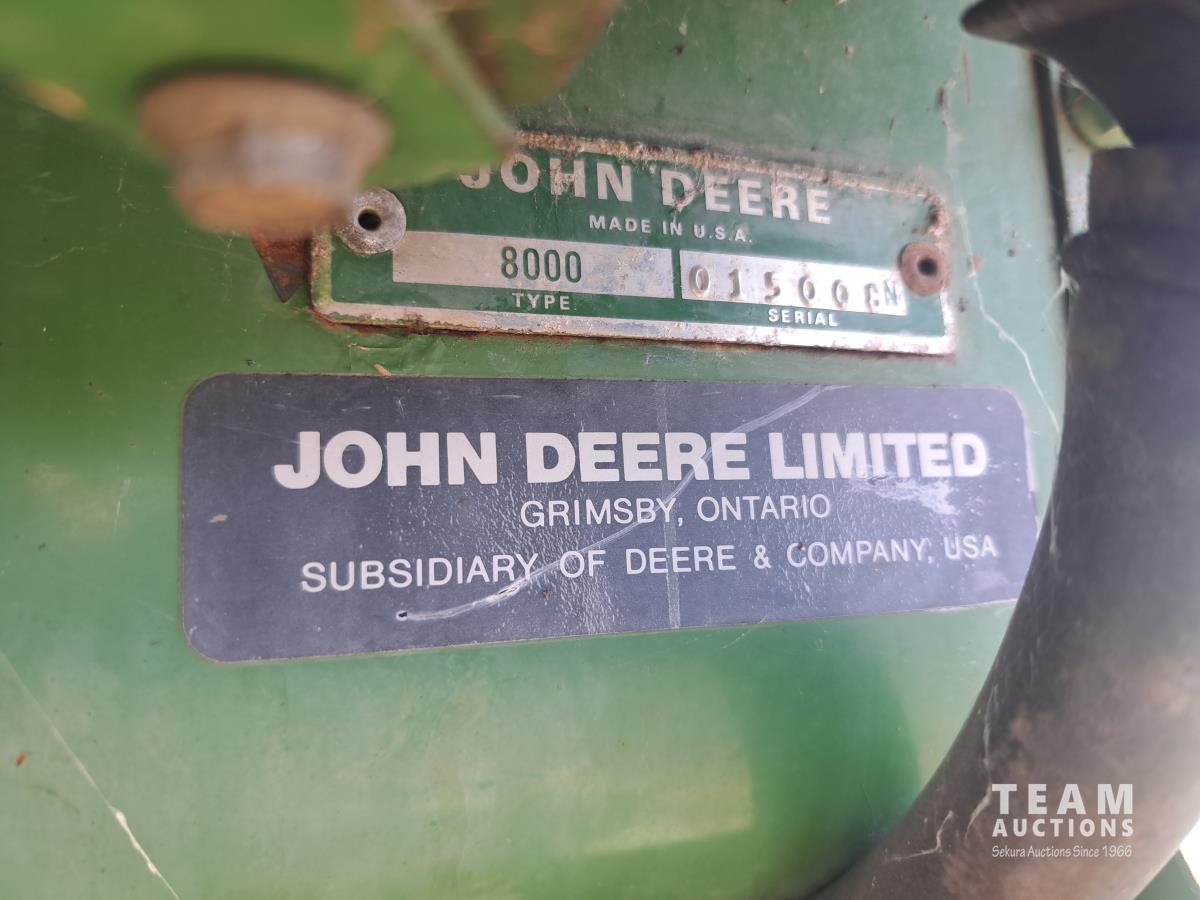 JOHN DEERE
MADE IN U.S.A.
8000
TYPE
SERIAL
JOHN DEERE LIMITED
GRIMSBY, ONTARIO
SUBSIDIARY OF DEERE & COMPANY, USA
TEAM
AUCTIONS
Sekura Auctions Since 1966